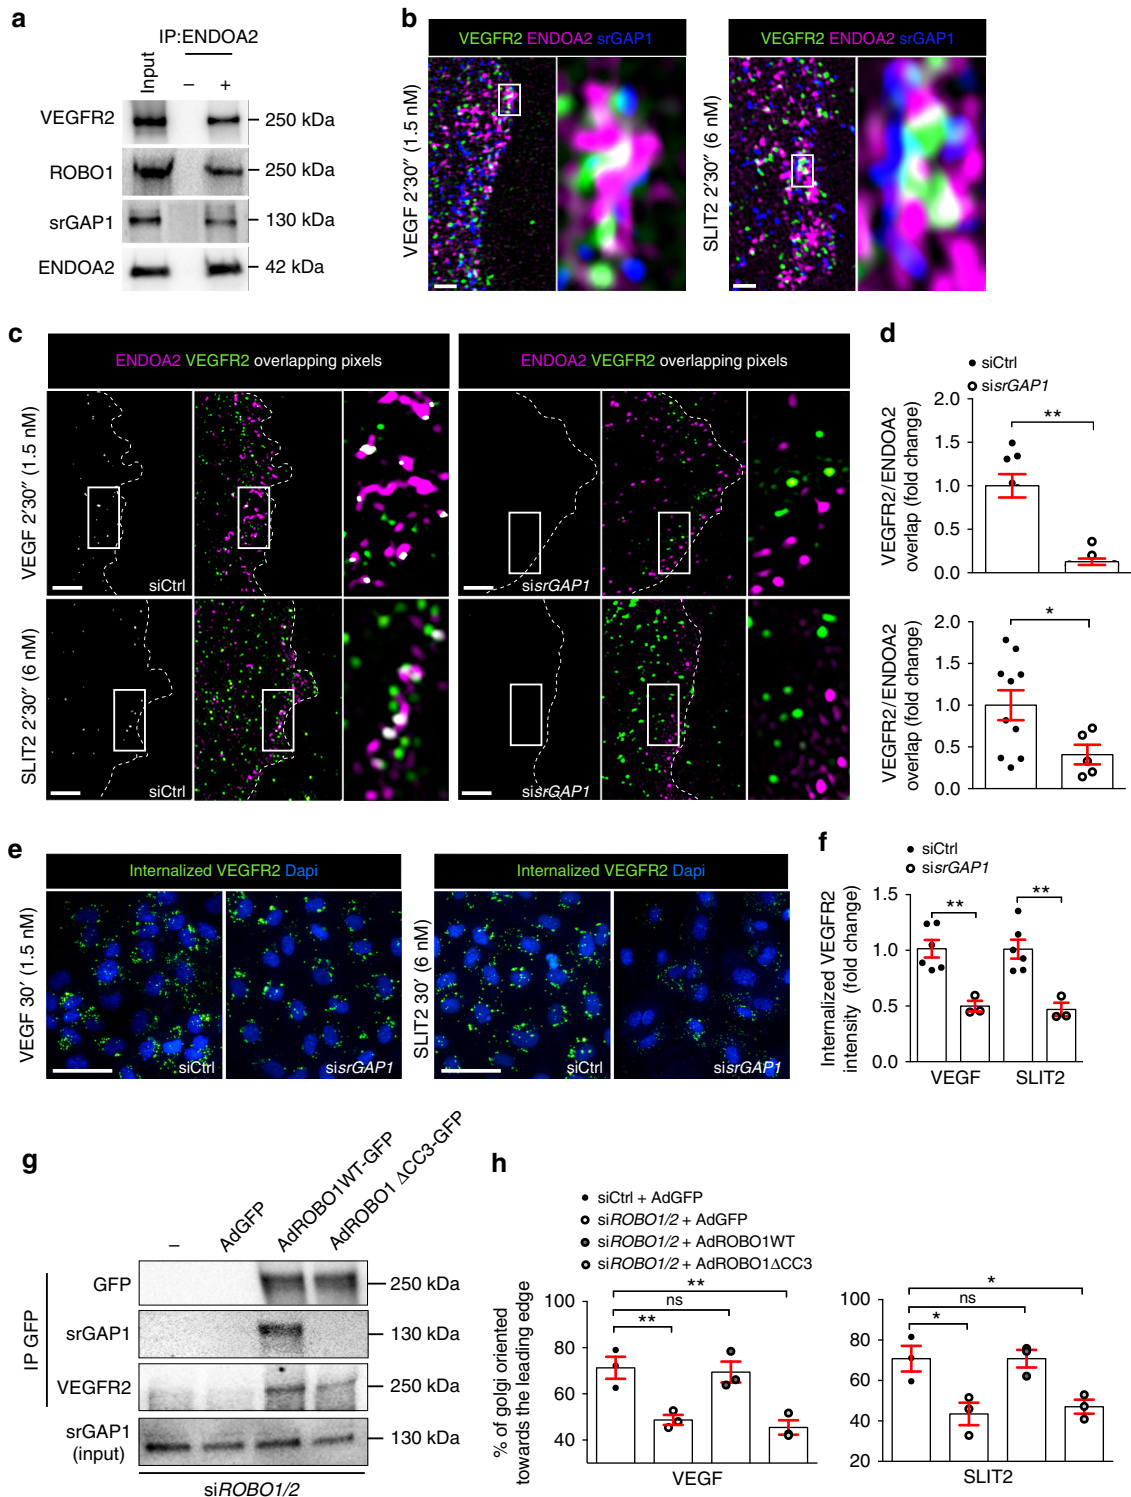 a
IP:ENDOA2
Input
–
+
VEGFR2
250 kDa
ROBO1
250 kDa
srGAP1
130 kDa
ENDOA2
42 kDa
b
VEGFR2 ENDOA2 srGAP1
VEGF 2′30″ (1.5 nM)
VEGFR2 ENDOA2 srGAP1
SLIT2 2′30″ (6 nM)
c
ENDOA2 VEGFR2 overlapping pixels
ENDOA2 VEGFR2 overlapping pixels
VEGF 2′30″ (1.5 nM)
siCtrl
sisrGAP1
SLIT2 2′30″ (6 nM)
siCtrl
sisrGAP1
d
siCtrl
sisrGAP1
VEGFR2/ENDOA2
overlap (fold change)
2.0
1.5
1.0
0.5
0.0
**
VEGFR2/ENDOA2
overlap (fold change)
2.0
1.5
1.0
0.5
0.0
*
e
Internalized VEGFR2 Dapi
Internalized VEGFR2 Dapi
VEGF 30′ (1.5 nM)
siCtrl
sisrGAP1
SLIT2 30′ (6 nM)
siCtrl
sisrGAP1
f
siCtrl
sisrGAP1
Internalized VEGFR2
intensity (fold change)
1.5
1.0
0.5
0.0
**
**
VEGF
SLIT2
g
–
AdGFP
AdROBO1WT-GFP
AdROBO1 ΔCC3-GFP
IP GFP
GFP
250 kDa
srGAP1
130 kDa
VEGFR2
250 kDa
srGAP1
(input)
130 kDa
siROBO1/2
h
siCtrl + AdGFP
siROBO1/2 + AdGFP
siROBO1/2 + AdROBO1WT
siROBO1/2 + AdROBO1ΔCC3
% of golgi oriented
towards the leading edge
100
80
60
40
**
ns
**
VEGF
100
80
60
40
20
*
ns
*
SLIT2